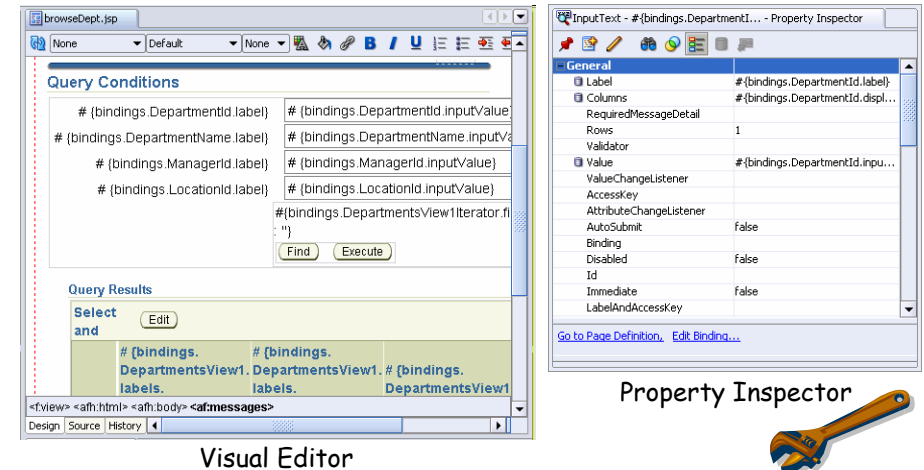 browseDept.jsp
None Default None B I U
Query Conditions
# {bindings.DepartmentId.label} # {bindings.DepartmentId.inputValue}
# {bindings.DepartmentName.label} # {bindings.DepartmentName.inputVa
# {bindings.ManagerId.label} # {bindings.ManagerId.inputValue}
# {bindings.LocationId.label} # {bindings.LocationId.inputValue}
#{bindings.DepartmentsView1Iterator.fi
: ''}
Find Execute
Query Results
Select
and
Edit
# {bindings.
DepartmentsView1.
labels.
# {bindings.
DepartmentsView1.
labels.
# {bindings.
DepartmentsView1
<f:view> <afh:html> <afh:body> <af:messages>
Design Source History
Visual Editor
InputText - #{bindings.DepartmentI... - Property Inspector
General
Label #{bindings.DepartmentId.label}
Columns #{bindings.DepartmentId.displ...
RequiredMessageDetail
Rows 1
Validator
Value #{bindings.DepartmentId.inpu...
ValueChangeListener
AccessKey
AttributeChangeListener
AutoSubmit false
Binding
Disabled false
Id
Immediate false
LabelAndAccessKey
Go to Page Definition, Edit Binding...
Property Inspector